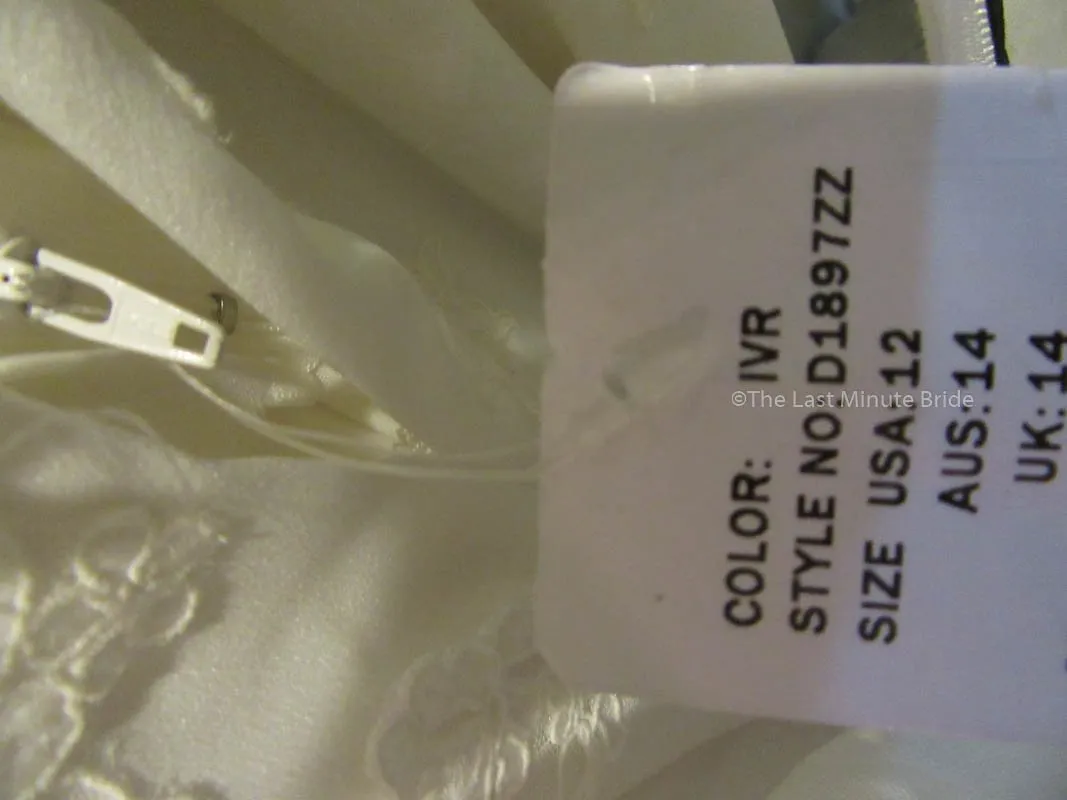 COLOR: IVR
STYLE NO. D1897ZZ
SIZE USA:12
AUS:14
UK:14
©The Last Minute Bride